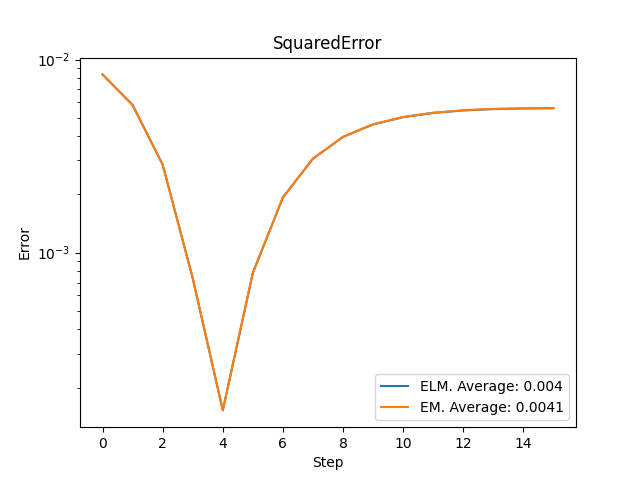 SquaredError
10⁻²
10⁻³
Error
0 2 4 6 8 10 12 14
Step
ELM. Average: 0.004
EM. Average: 0.0041